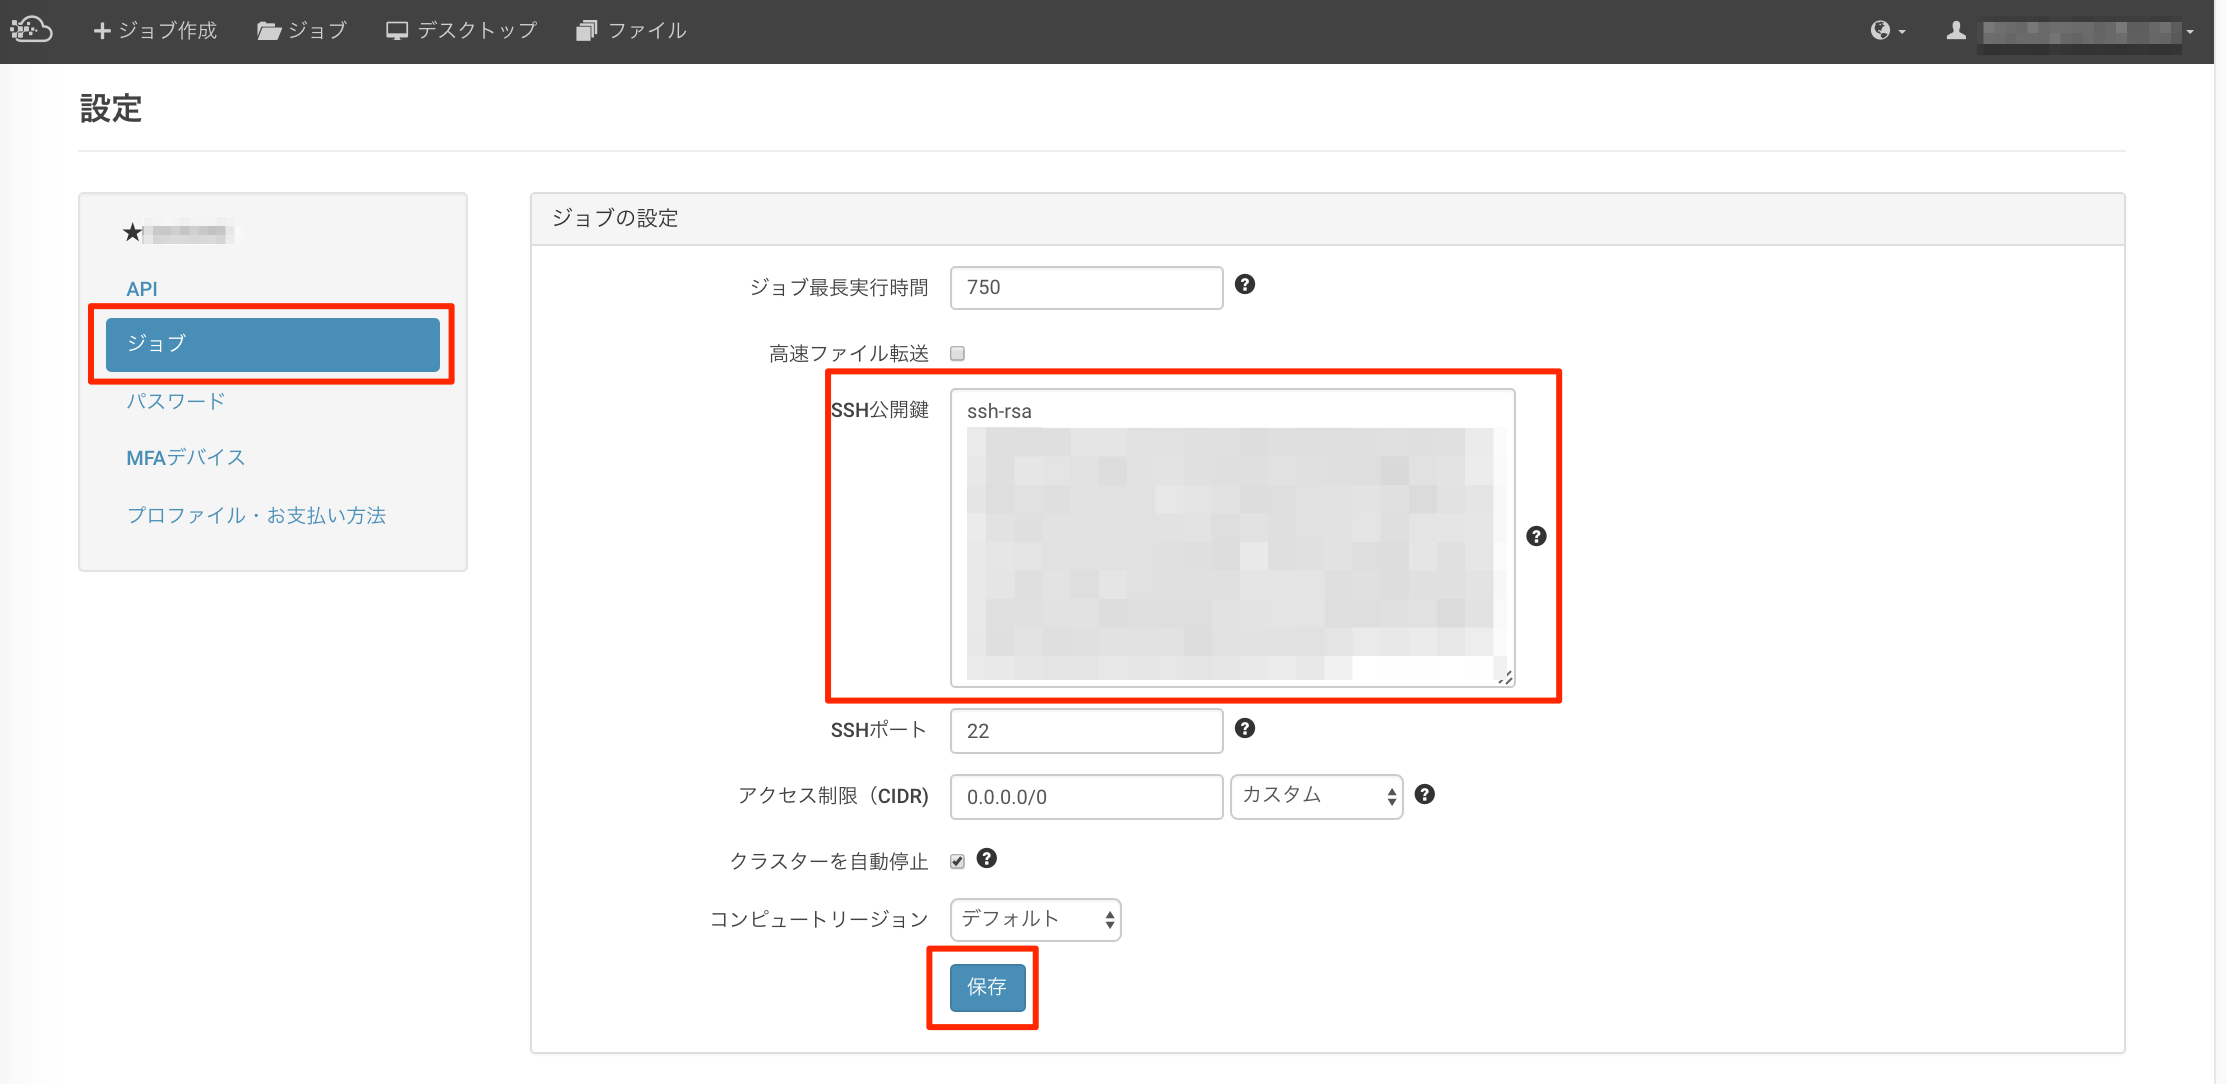 ジョブ作成 ジョブ デスクトップ ファイル
設定
API
ジョブ
パスワード
MFAデバイス
プロファイル・お支払い方法
ジョブの設定
ジョブ最長実行時間 750
高速ファイル転送
SSH公開鍵 ssh-rsa
SSHポート 22
アクセス制限（CIDR) 0.0.0.0/0 カスタム
クラスターを自動停止
コンピュートリージョン デフォルト
保存